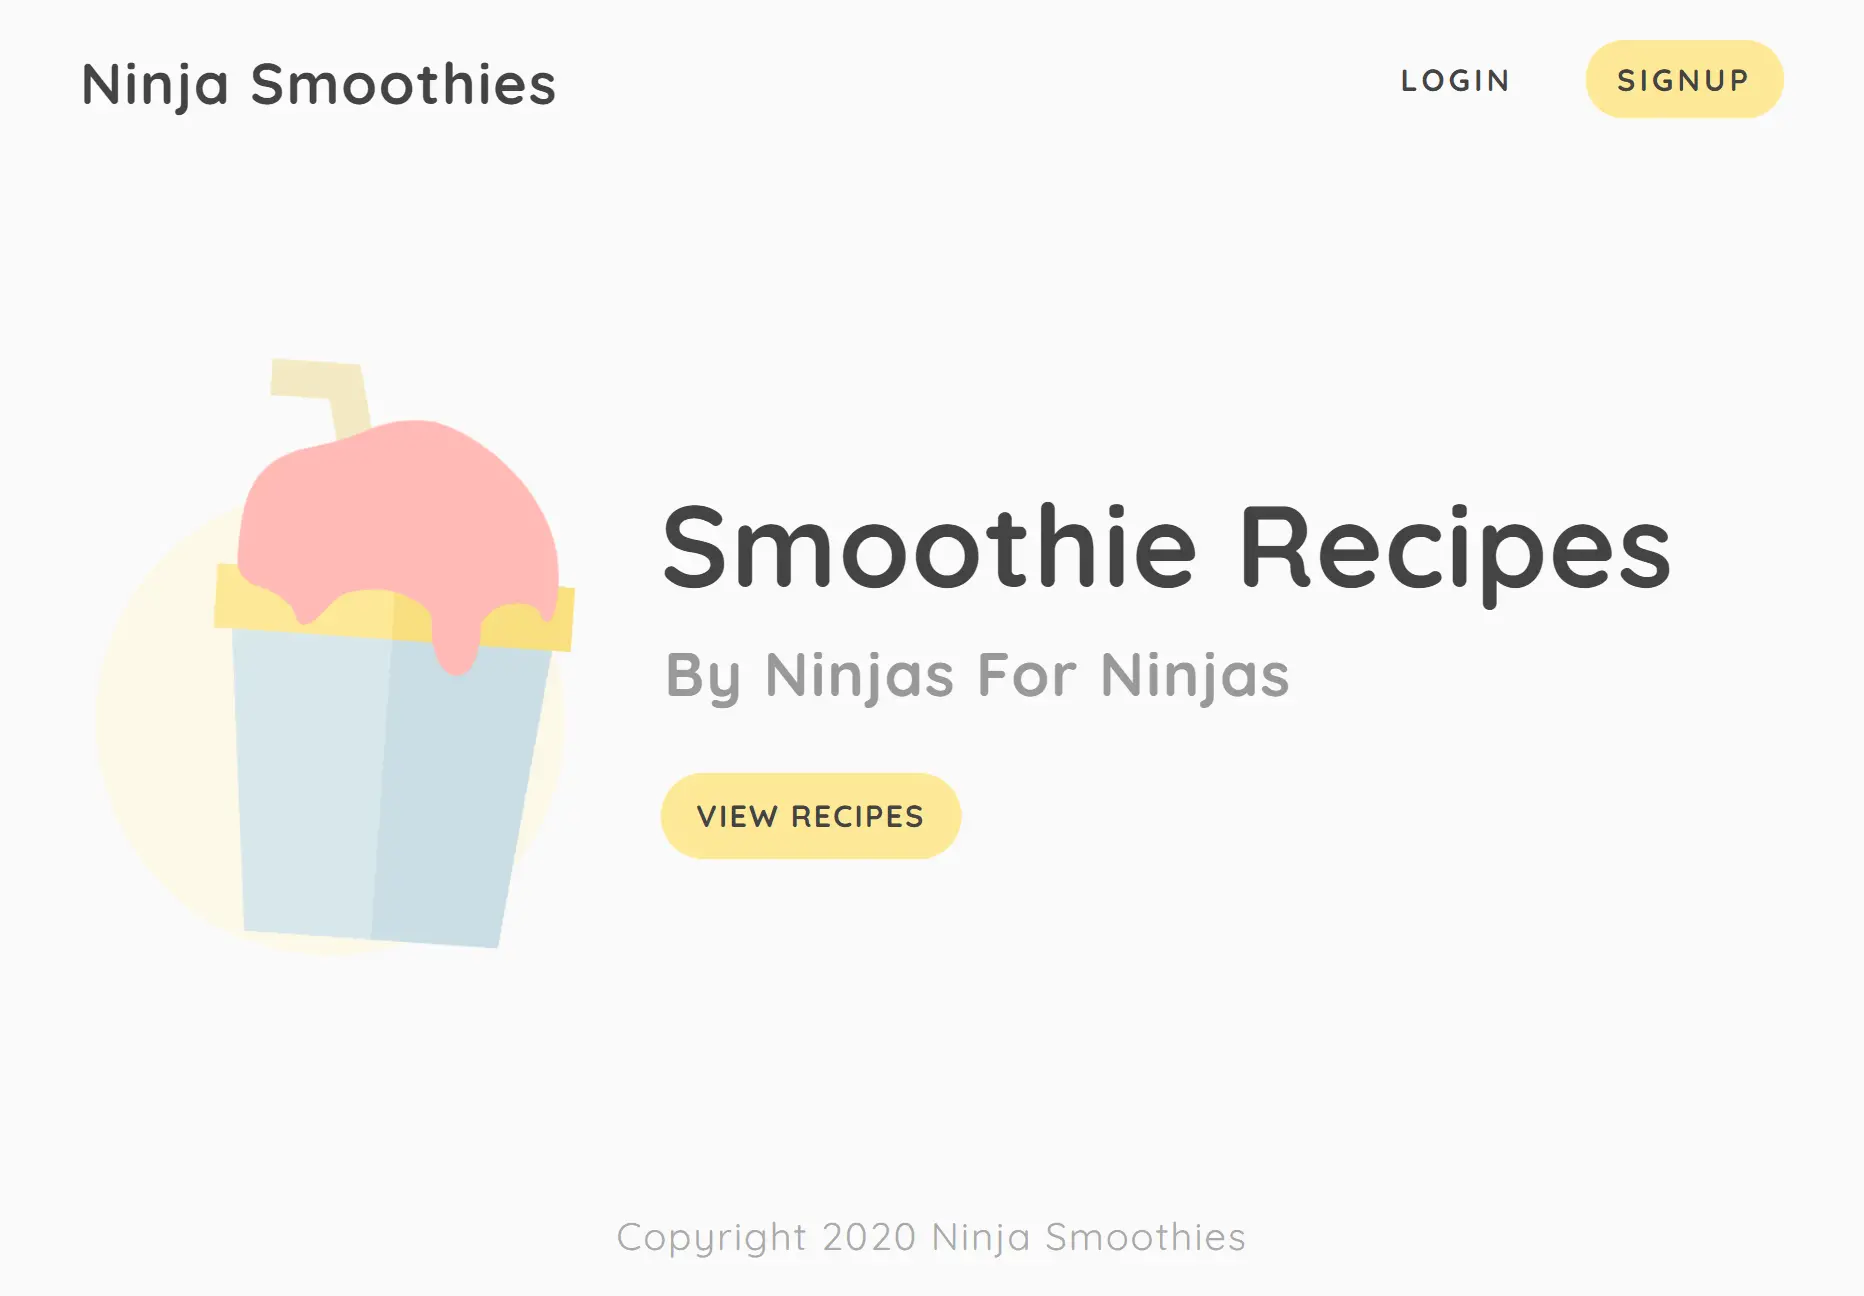 Ninja Smoothies
LOGIN
SIGNUP
Smoothie Recipes
By Ninjas For Ninjas
VIEW RECIPES
Copyright 2020 Ninja Smoothies